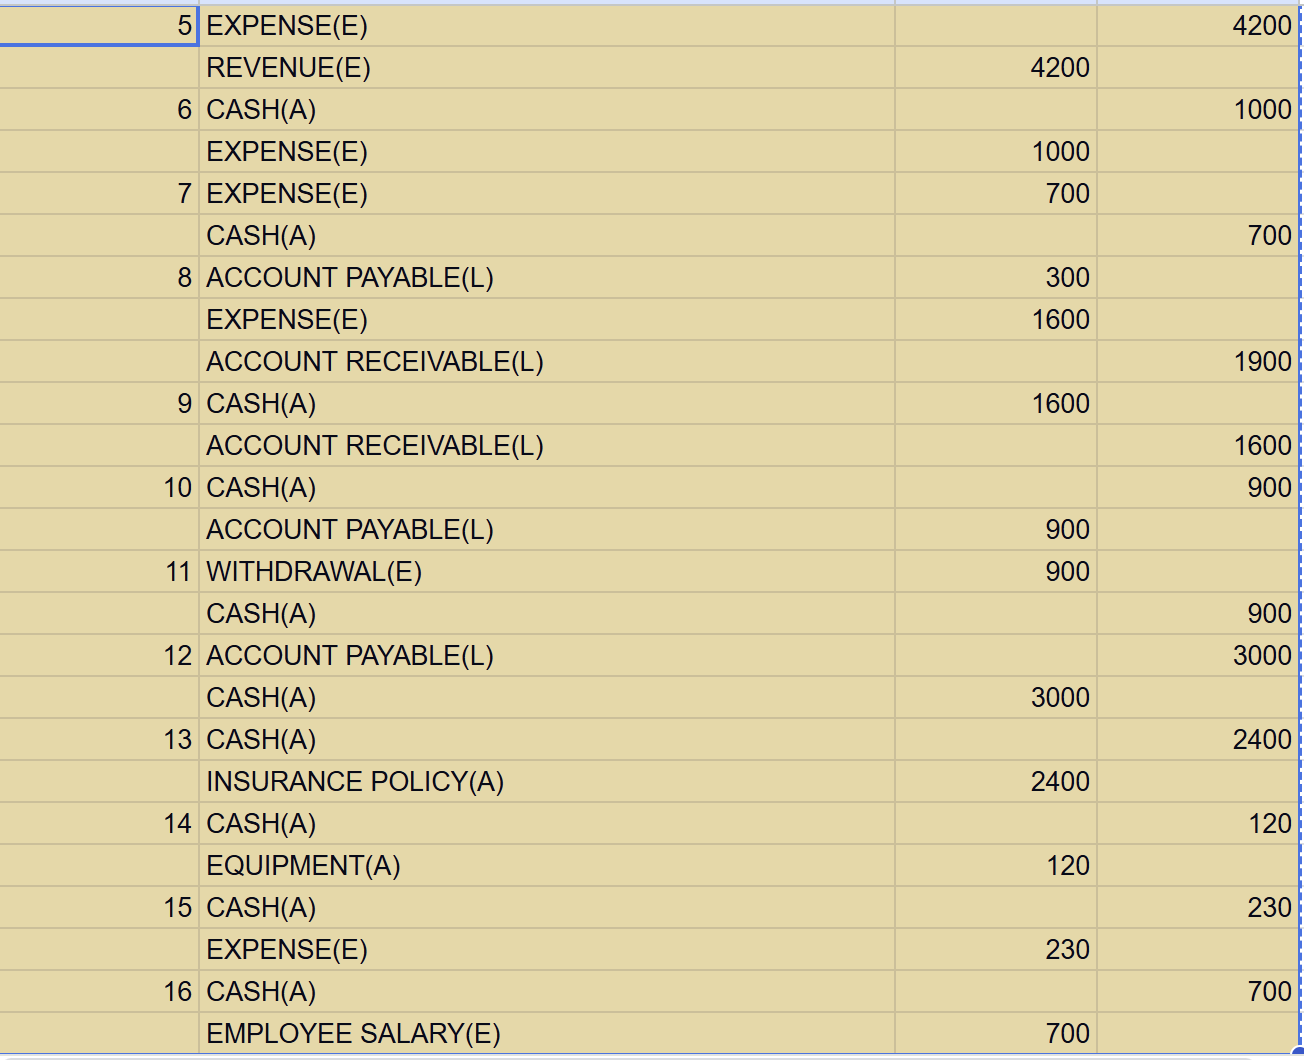 5 EXPENSE(E) 4200
REVENUE(E) 4200
6 CASH(A) 1000
EXPENSE(E) 1000
7 EXPENSE(E) 700
CASH(A) 700
8 ACCOUNT PAYABLE(L) 300
EXPENSE(E) 1600
ACCOUNT RECEIVABLE(L) 1900
9 CASH(A) 1600
ACCOUNT RECEIVABLE(L) 1600
10 CASH(A) 900
ACCOUNT PAYABLE(L) 900
11 WITHDRAWAL(E) 900
CASH(A) 900
12 ACCOUNT PAYABLE(L) 3000
CASH(A) 3000
13 CASH(A) 2400
INSURANCE POLICY(A) 2400
14 CASH(A) 120
EQUIPMENT(A) 120
15 CASH(A) 230
EXPENSE(E) 230
16 CASH(A) 700
EMPLOYEE SALARY(E) 700